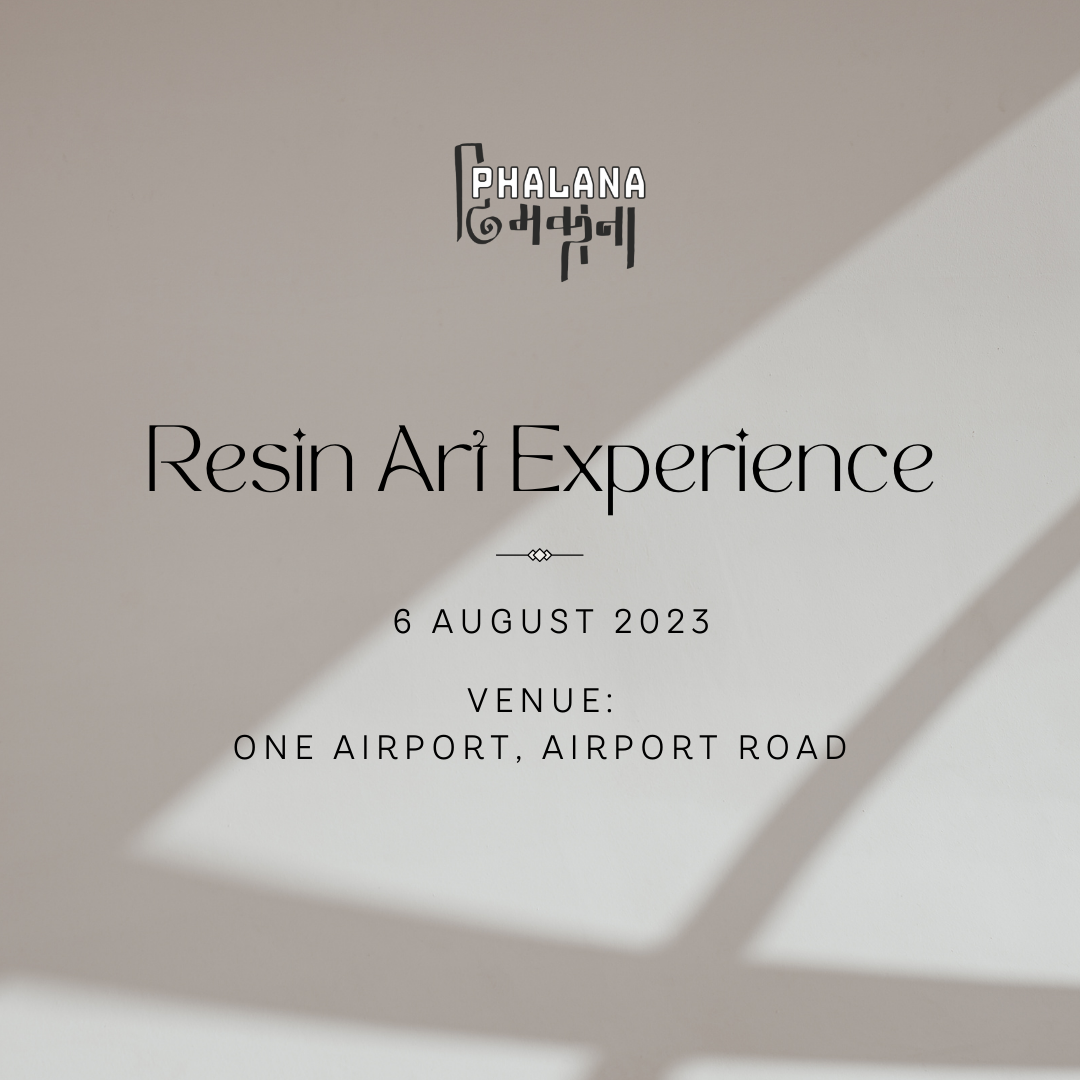 PHALANA
Resin Art Experience
6 AUGUST 2023
VENUE:
ONE AIRPORT, AIRPORT ROAD